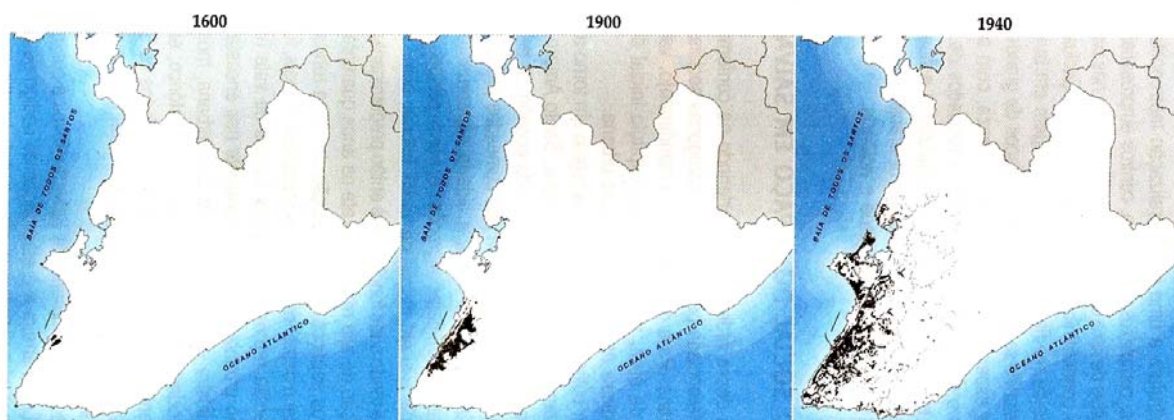 1600
1900
1940
BAÍA DE TODOS OS SANTOS
OCEANO ATLÂNTICO
BAÍA DE TODOS OS SANTOS
OCEANO ATLÂNTICO
BAÍA DE TODOS OS SANTOS
OCEANO ATLÂNTICO